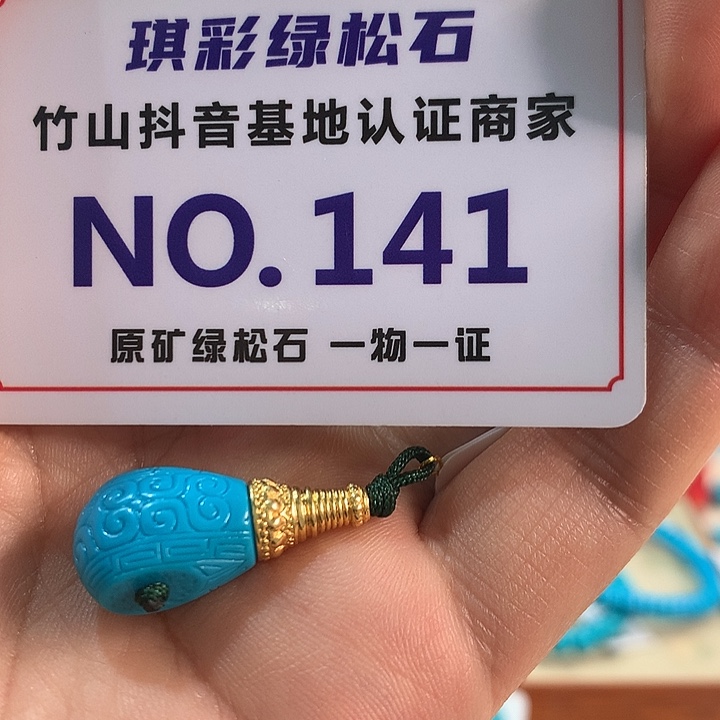 琪彩绿松石
竹山抖音基地认证商家
NO.141
原矿绿松石 一物一证